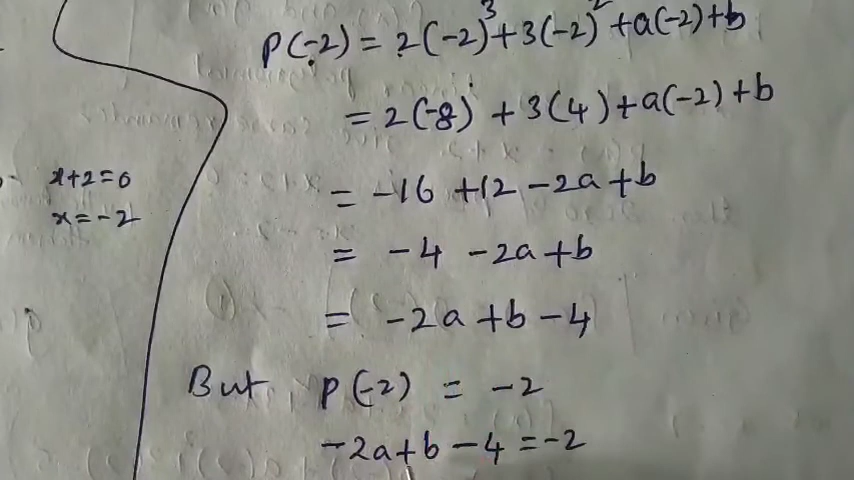 P(-2) = 2(-2)³+3(-2)²+a(-2)+b
= 2(-8) + 3(4) + a(-2) + b
x+2=0
x=-2
= -16 +12 -2a+b
= -4 -2a+b
= -2a+b-4
But P(-2) = -2
-2a+b-4=-2